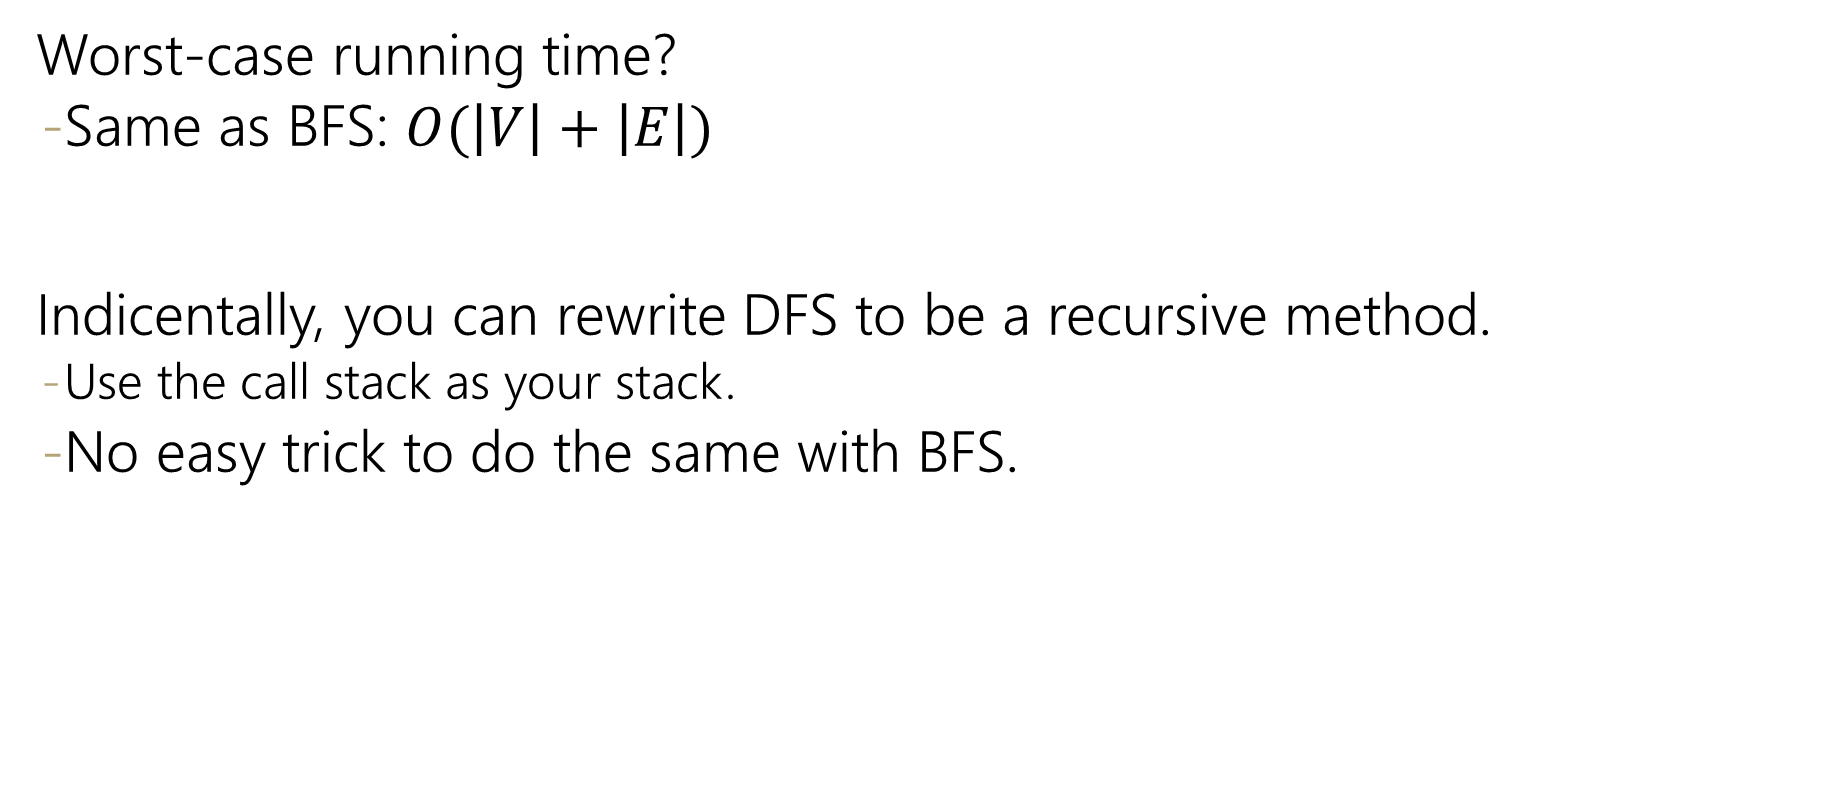 Worst-case running time?
-Same as BFS: O(|V| + |E|)
Indicentally, you can rewrite DFS to be a recursive method.
-Use the call stack as your stack.
-No easy trick to do the same with BFS.